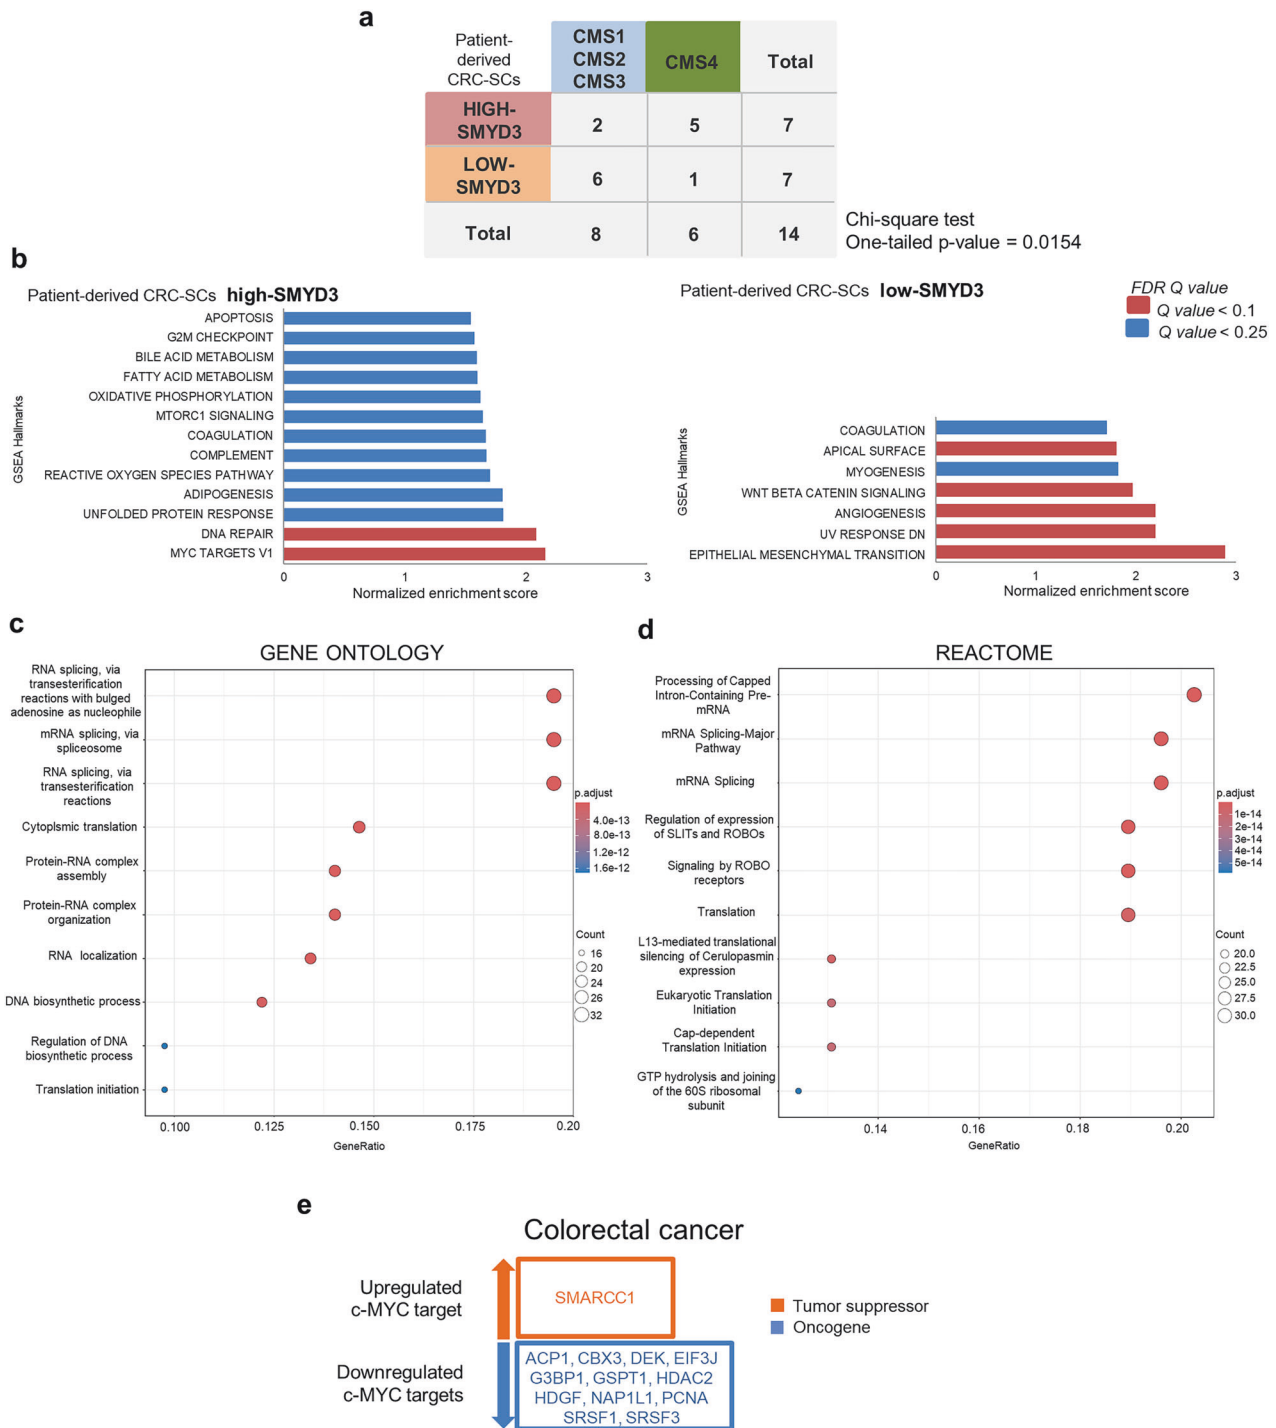 a
Patient-
derived
CRC-SCs
CMS1
CMS2
CMS3
CMS4
Total
HIGH-
SMYD3
2
5
7
LOW-
SMYD3
6
1
7
Total
8
6
14
Chi-square test
One-tailed p-value = 0.0154
b
Patient-derived CRC-SCs high-SMYD3
GSEA Hallmarks
APOPTOSIS
G2M CHECKPOINT
BILE ACID METABOLISM
FATTY ACID METABOLISM
OXIDATIVE PHOSPHORYLATION
MTORC1 SIGNALING
COAGULATION
COMPLEMENT
REACTIVE OXYGEN SPECIES PATHWAY
ADIPOGENESIS
UNFOLDED PROTEIN RESPONSE
DNA REPAIR
MYC TARGETS V1
0 1 2 3
Normalized enrichment score
Patient-derived CRC-SCs low-SMYD3
FDR Q value
Q value < 0.1
Q value < 0.25
GSEA Hallmarks
COAGULATION
APICAL SURFACE
MYOGENESIS
WNT BETA CATENIN SIGNALING
ANGIOGENESIS
UV RESPONSE DN
EPITHELIAL MESENCHYMAL TRANSITION
0 1 2 3
Normalized enrichment score
c
GENE ONTOLOGY
RNA splicing, via
transesterification
reactions with bulged
adenosine as nucleophile
mRNA splicing, via
spliceosome
RNA splicing, via
transesterification
reactions
Cytoplsmic translation
Protein-RNA complex
assembly
Protein-RNA complex
organization
RNA localization
DNA biosynthetic process
Regulation of DNA
biosynthetic process
Translation initiation
0.100 0.125 0.150 0.175 0.20
GeneRatio
p.adjust
4.0e-13
8.0e-13
1.2e-12
1.6e-12
Count
16
20
24
26
32
d
REACTOME
Processing of Capped
Intron-Containing Pre-
mRNA
mRNA Splicing-Major
Pathway
mRNA Splicing
Regulation of expression
of SLITs and ROBOs
Signaling by ROBO
receptors
Translation
L13-mediated translational
silencing of Cerulopasmin
expression
Eukaryotic Translation
Initiation
Cap-dependent
Translation Initiation
GTP hydrolysis and joining
of the 60S ribosomal
subunit
0.14 0.16 0.18 0.20
GeneRatio
p.adjust
1e-14
2e-14
3e-14
4e-14
5e-14
Count
20.0
22.5
25.0
27.5
30.0
e
Colorectal cancer
Upregulated
c-MYC target
SMARCC1
Tumor suppressor
Oncogene
Downregulated
c-MYC targets
ACP1, CBX3, DEK, EIF3J
G3BP1, GSPT1, HDAC2
HDGF, NAP1L1, PCNA
SRSF1, SRSF3